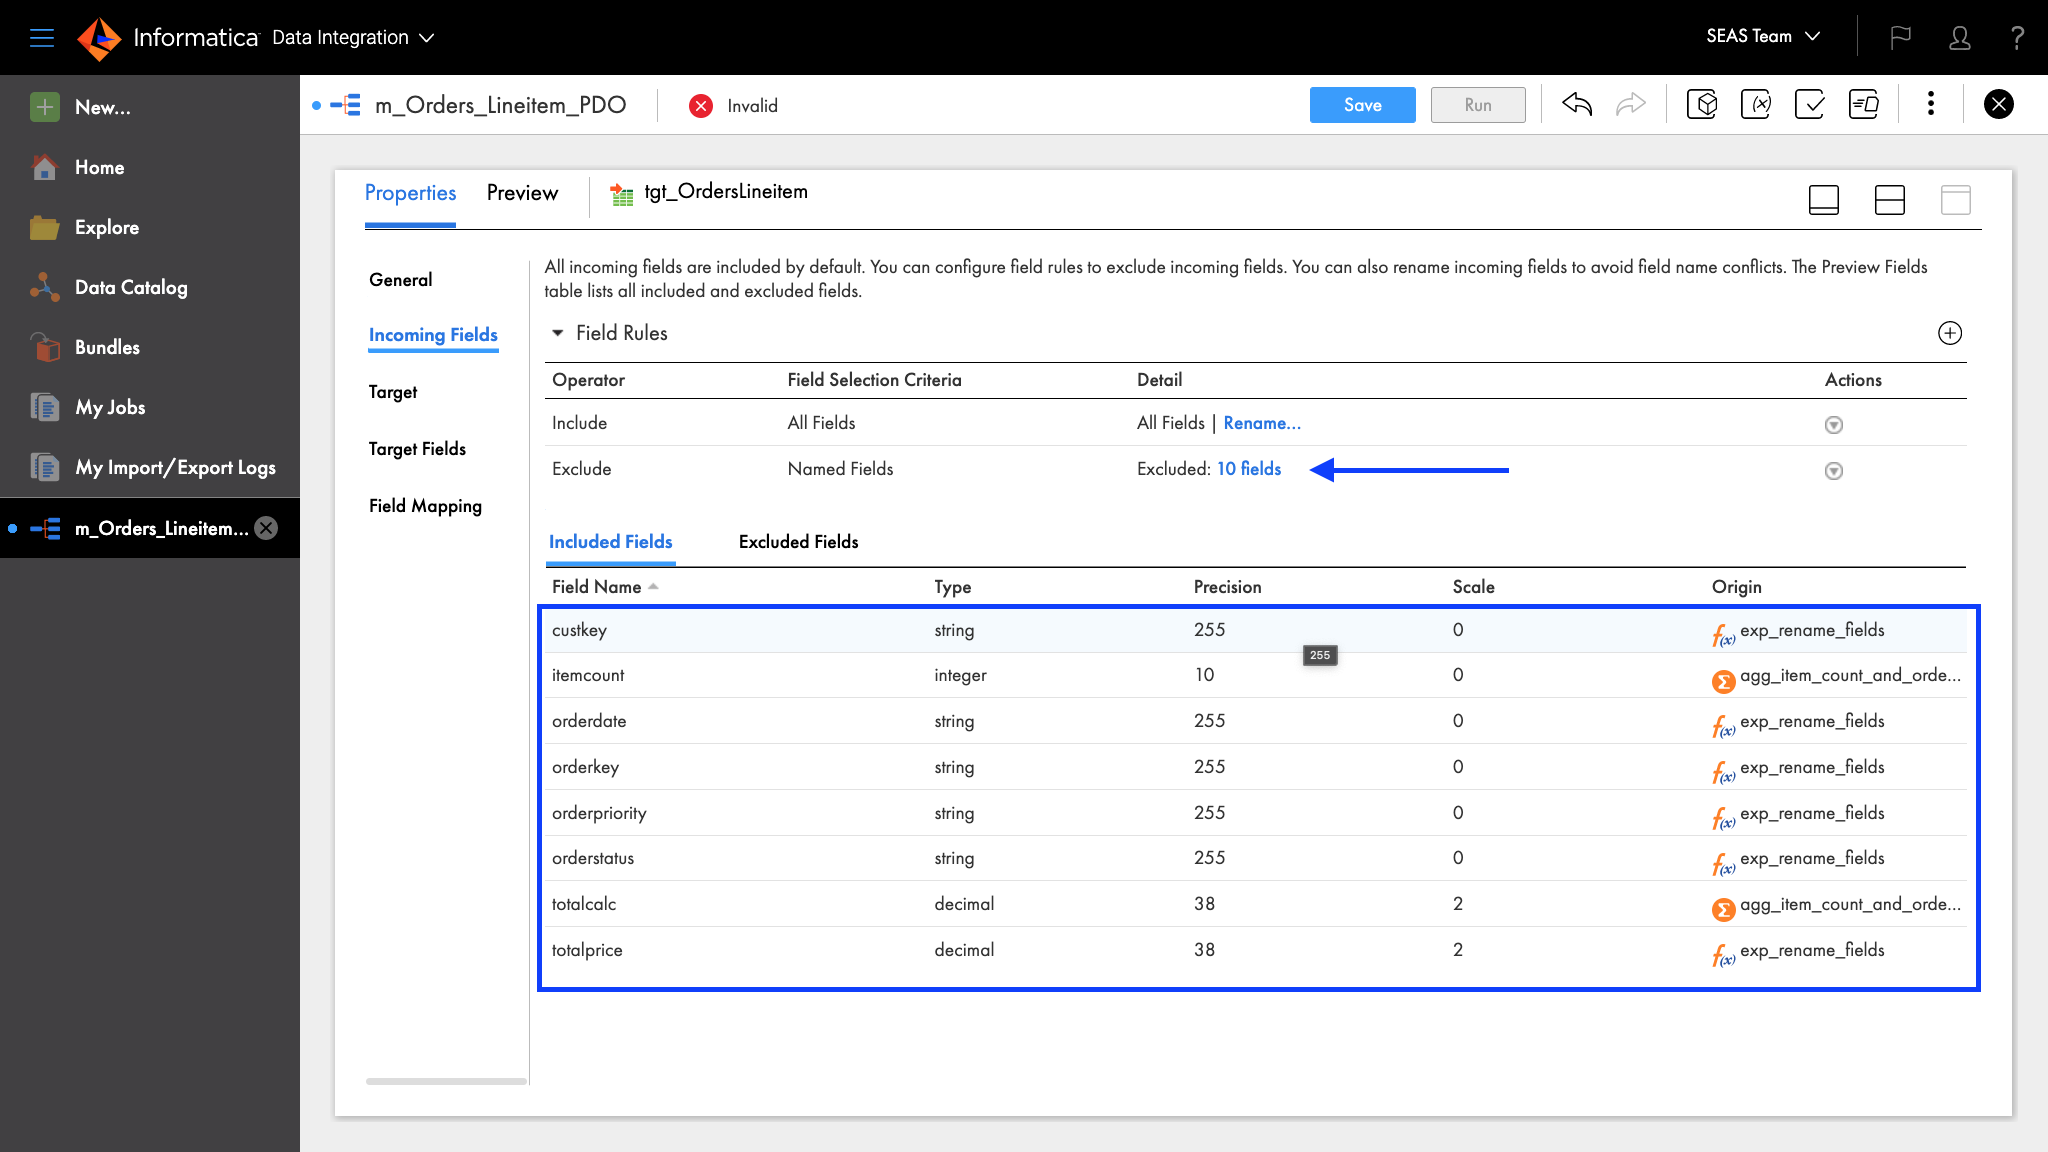 Informatica Data Integration
SEAS Team
?
New...
Home
Explore
Data Catalog
Bundles
My Jobs
My Import/Export Logs
m_Orders_Lineitem...
m_Orders_Lineitem_PDO
Invalid
Save
Run
Properties
Preview
tgt_OrdersLineitem
General
Incoming Fields
Target
Target Fields
Field Mapping
All incoming fields are included by default. You can configure field rules to exclude incoming fields. You can also rename incoming fields to avoid field name conflicts. The Preview Fields
table lists all included and excluded fields.
Field Rules
Operator Field Selection Criteria Detail Actions
Include All Fields All Fields | Rename...
Exclude Named Fields Excluded: 10 fields
Included Fields Excluded Fields
Field Name Type Precision Scale Origin
custkey string 255 0 f(x) exp_rename_fields
255
itemcount integer 10 0 Σ agg_item_count_and_orde...
orderdate string 255 0 f(x) exp_rename_fields
orderkey string 255 0 f(x) exp_rename_fields
orderpriority string 255 0 f(x) exp_rename_fields
orderstatus string 255 0 f(x) exp_rename_fields
totalcalc decimal 38 2 Σ agg_item_count_and_orde...
totalprice decimal 38 2 f(x) exp_rename_fields